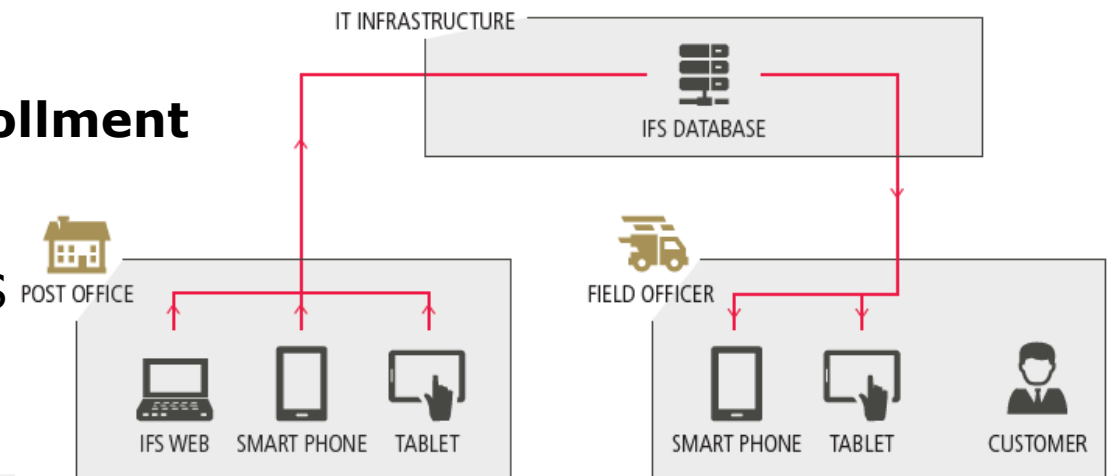 IT INFRASTRUCTURE
IFS DATABASE
ollment
S
POST OFFICE
FIELD OFFICER
IFS WEB SMART PHONE TABLET
SMART PHONE TABLET CUSTOMER